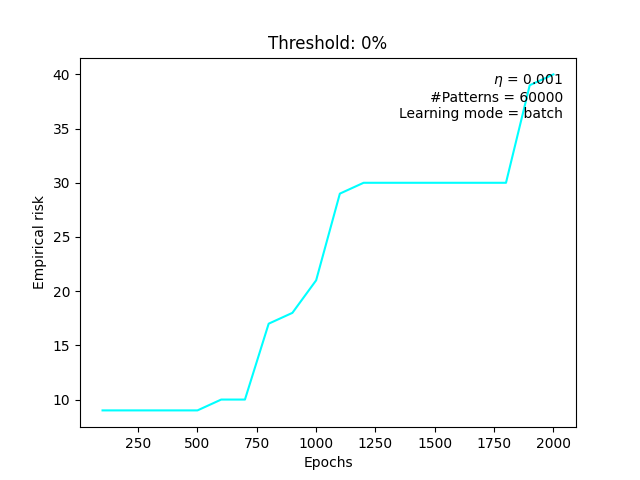 Threshold: 0%
η = 0.001
#Patterns = 60000
Learning mode = batch
40
35
30
25
20
15
10
Empirical risk
250 500 750 1000 1250 1500 1750 2000
Epochs